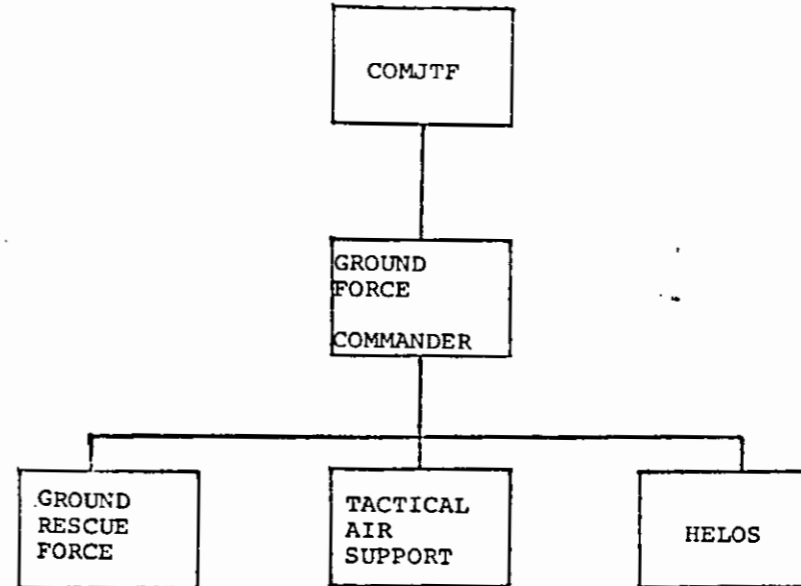 COMJTF
GROUND
FORCE
COMMANDER
GROUND
RESCUE
FORCE
TACTICAL
AIR
SUPPORT
HELOS